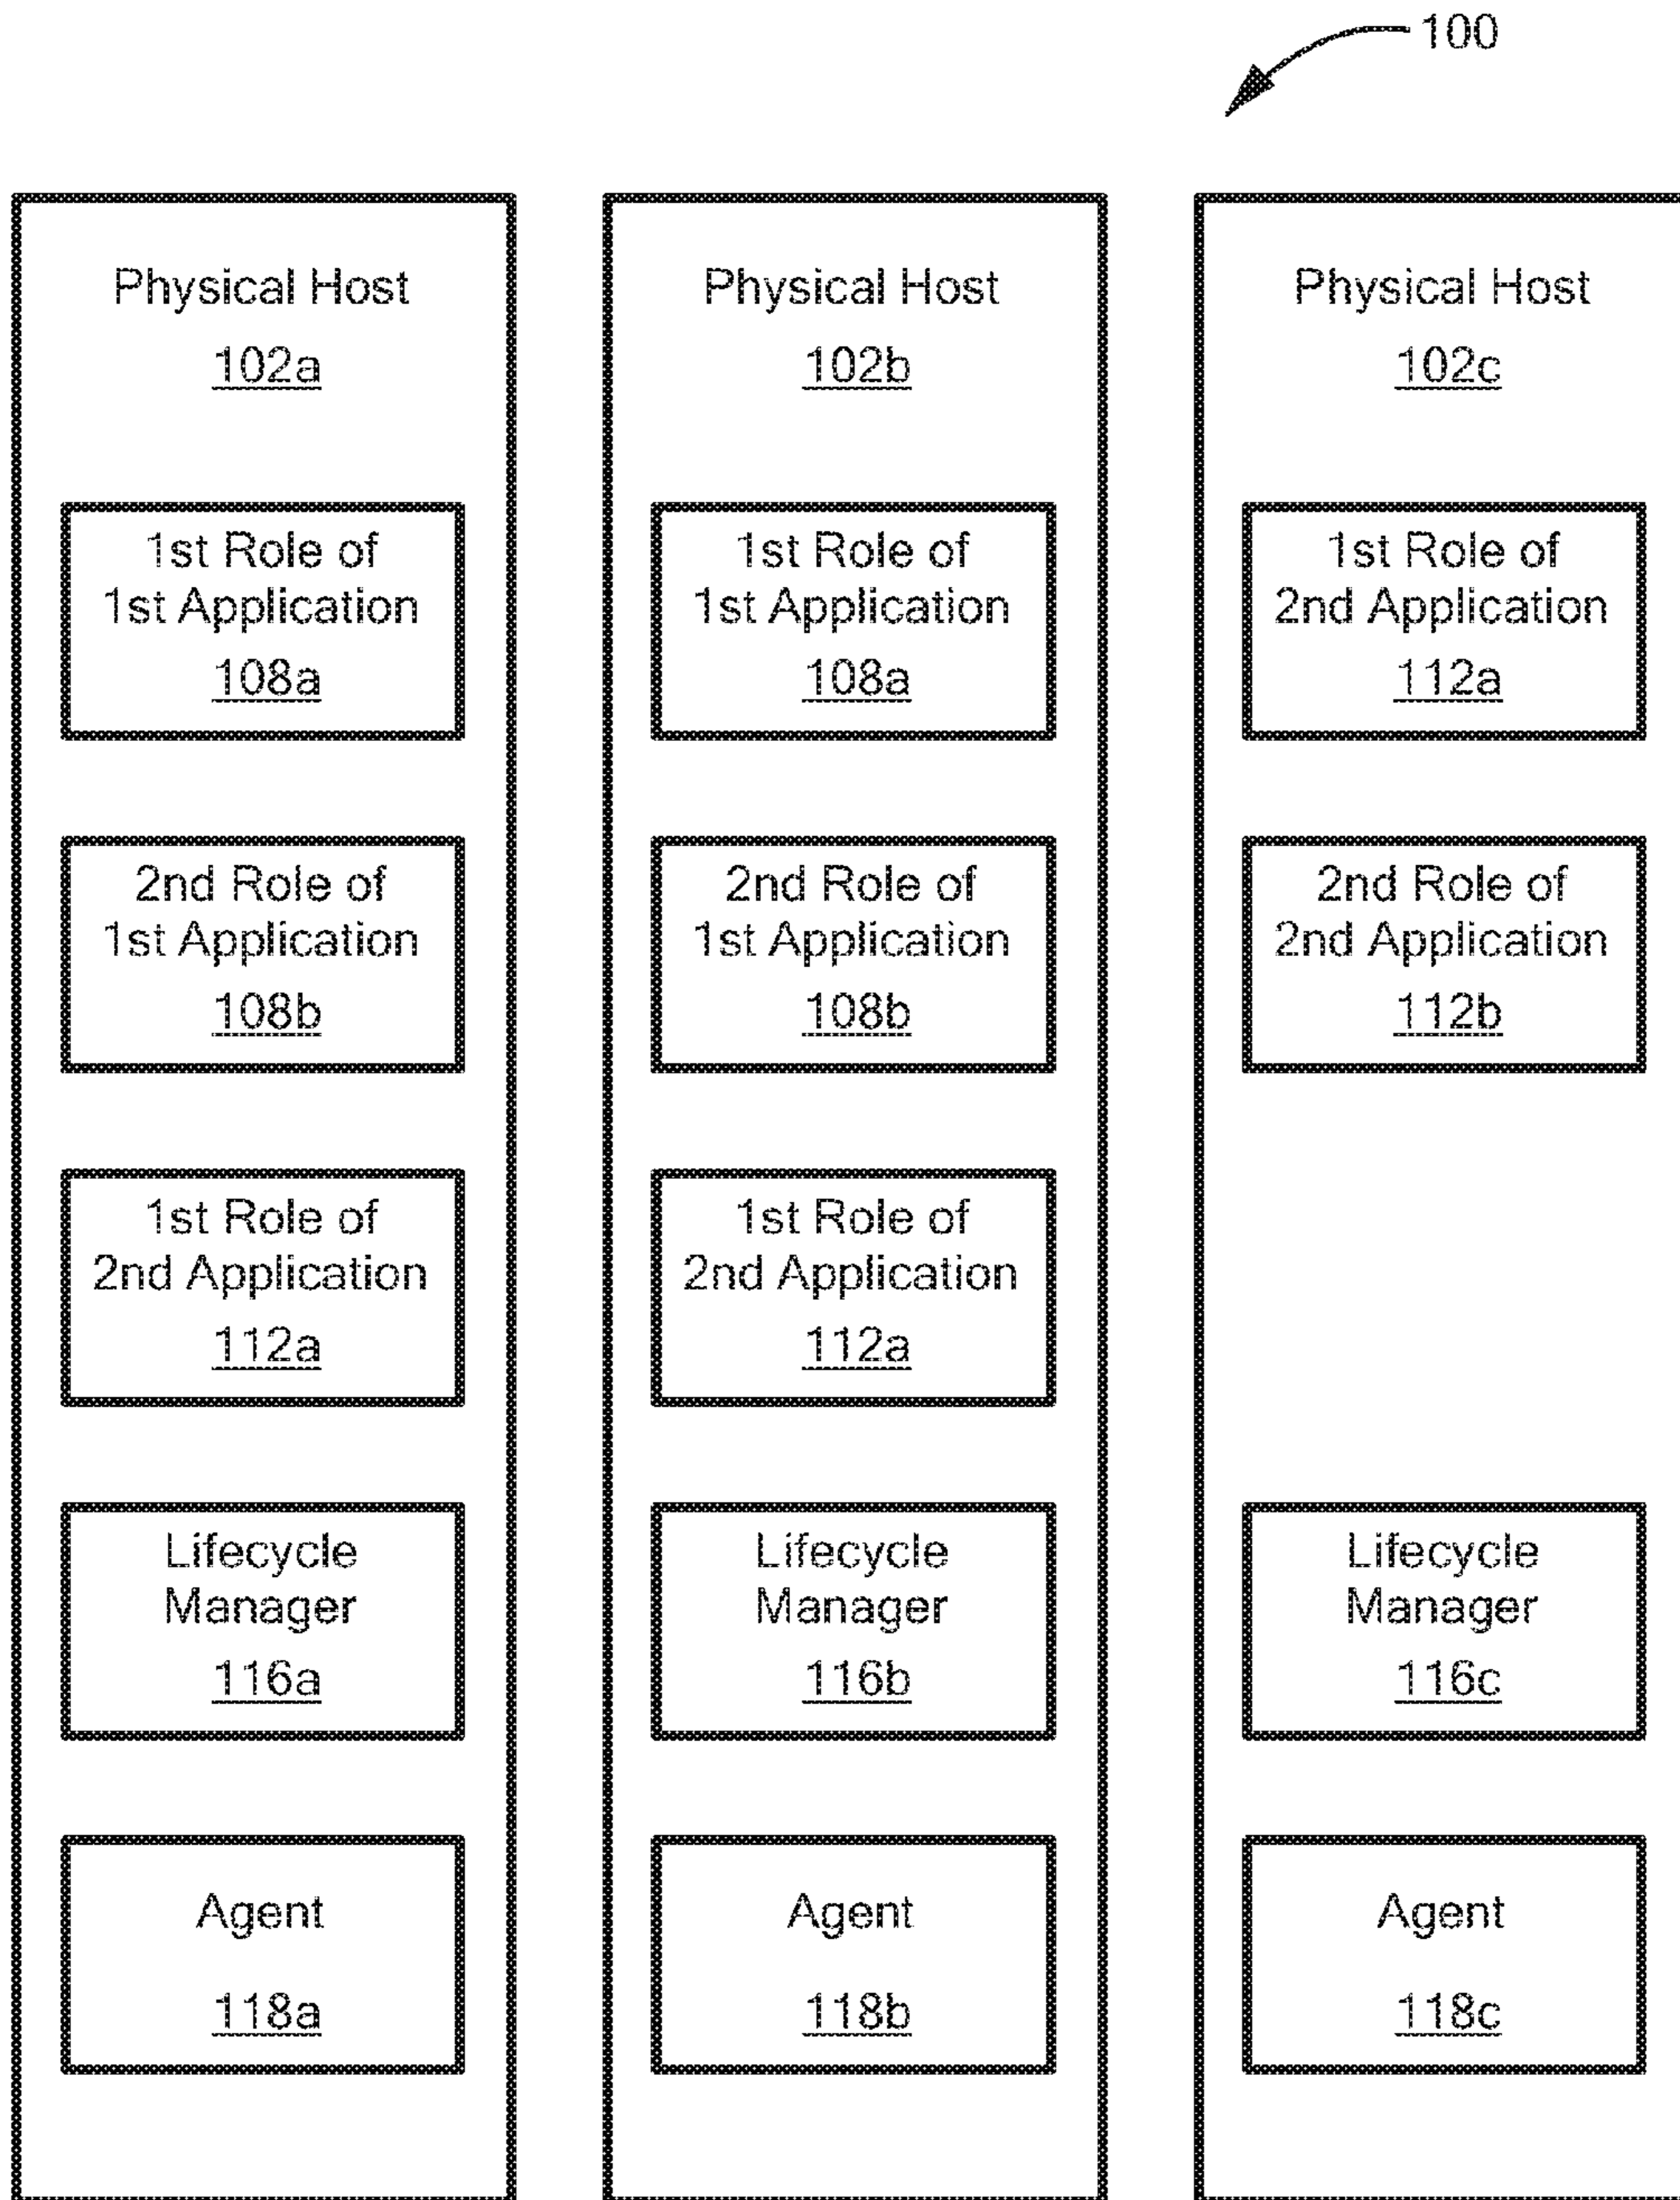 100
Physical Host
102a
1st Role of
1st Application
108a
2nd Role of
1st Application
108b
1st Role of
2nd Application
112a
Lifecycle
Manager
116a
Agent
118a
Physical Host
102b
1st Role of
1st Application
108a
2nd Role of
1st Application
108b
1st Role of
2nd Application
112a
Lifecycle
Manager
116b
Agent
118b
Physical Host
102c
1st Role of
2nd Application
112a
2nd Role of
2nd Application
112b
Lifecycle
Manager
116c
Agent
118c